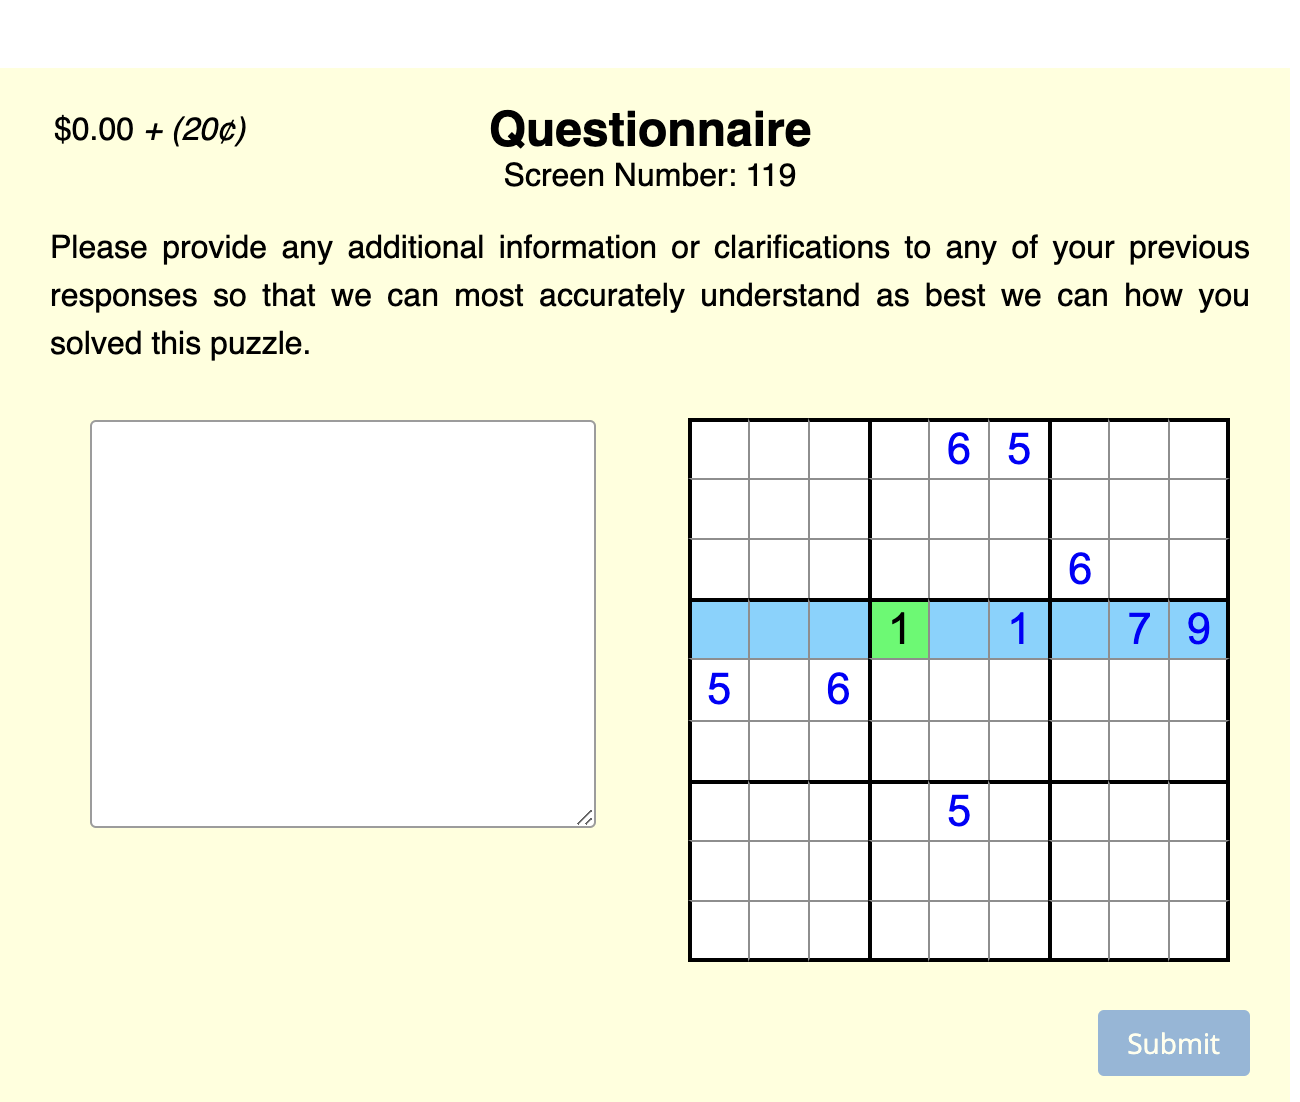 $0.00 + (20¢)
Questionnaire
Screen Number: 119
Please provide any additional information or clarifications to any of your previous
responses so that we can most accurately understand as best we can how you
solved this puzzle.
6 5
6
1 1 7 9
5 6
5
Submit